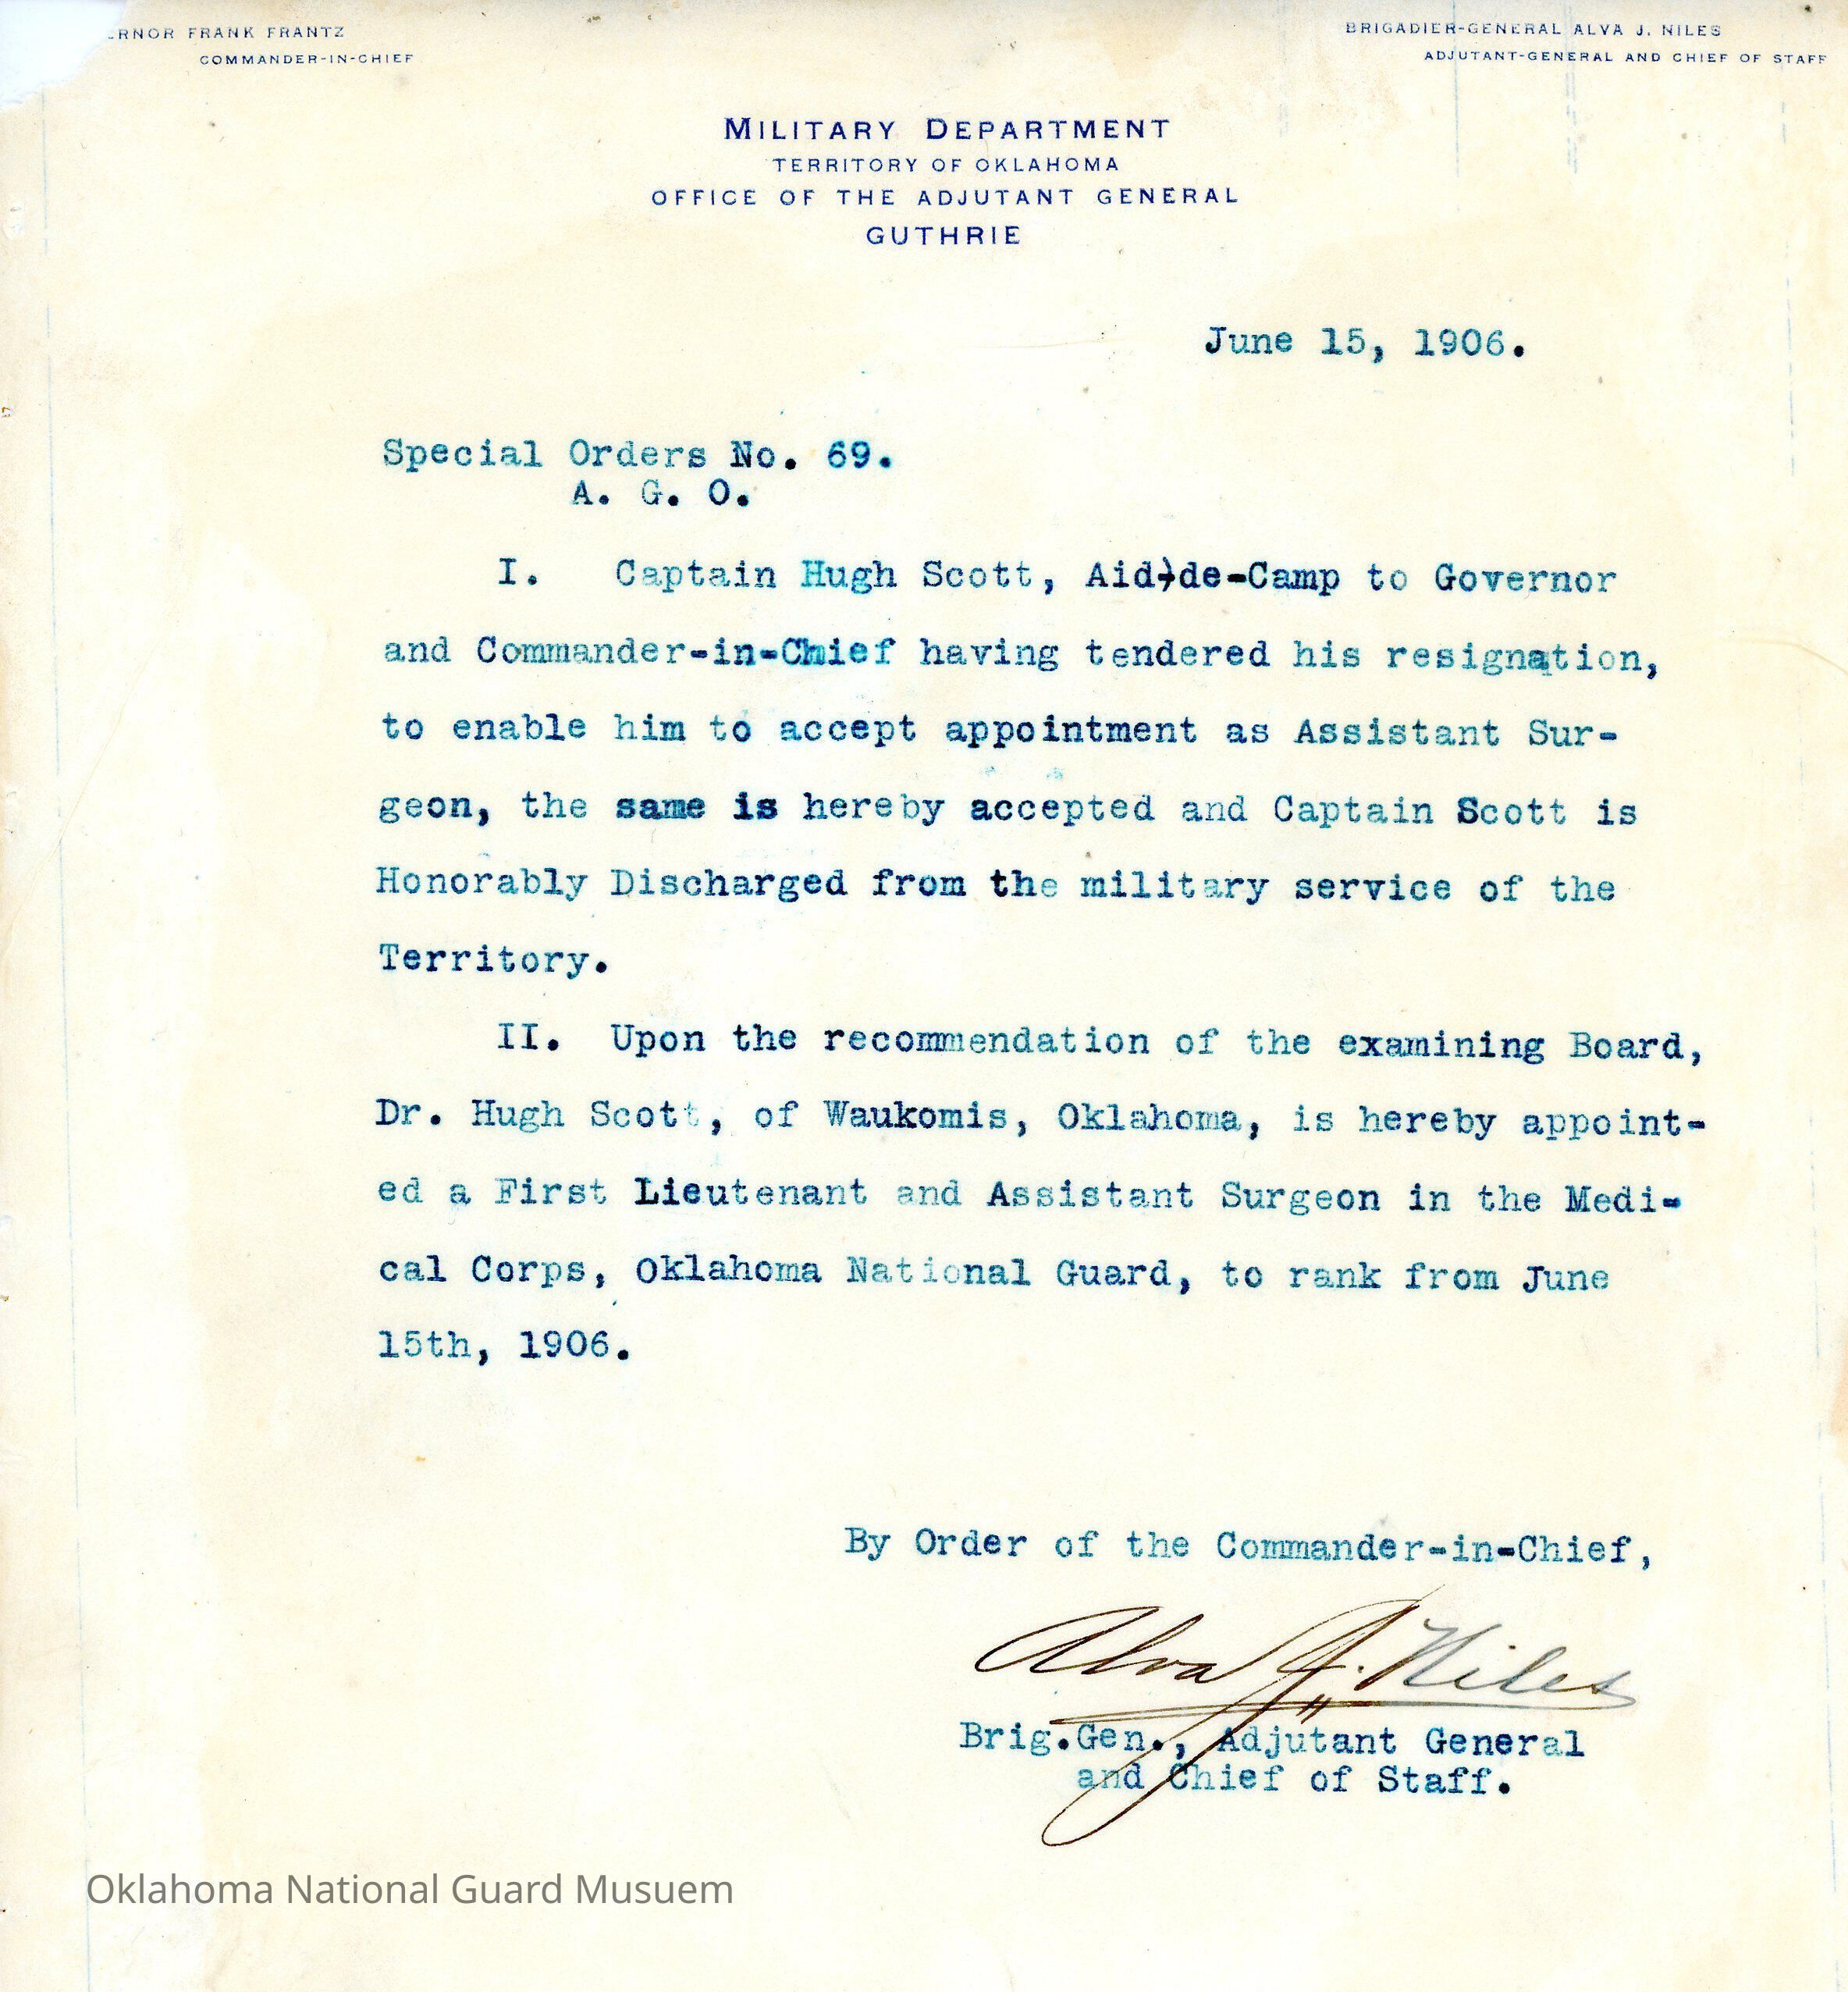 FRANK FRANTZ
COMMANDER-IN-CHIEF
BRIGADIER-GENERAL ALVA J. NILES
ADJUTANT-GENERAL AND CHIEF OF STAFF
MILITARY DEPARTMENT
TERRITORY OF OKLAHOMA
OFFICE OF THE ADJUTANT GENERAL
GUTHRIE
June 15, 1906.
Special Orders No. 69.
A. G. O.
I. Captain Hugh Scott, Aid-de-Camp to Governor
and Commander-in-Chief having tendered his resignation,
to enable him to accept appointment as Assistant Sur-
geon, the same is hereby accepted and Captain Scott is
Honorably Discharged from the military service of the
Territory.
II. Upon the recommendation of the examining Board,
Dr. Hugh Scott, of Waukomis, Oklahoma, is hereby appoint-
ed a First Lieutenant and Assistant Surgeon in the Medi-
cal Corps, Oklahoma National Guard, to rank from June
15th, 1906.
By Order of the Commander-in-Chief,
Alva J. Niles
Brig.Gen., Adjutant General
and Chief of Staff.
Oklahoma National Guard Musuem